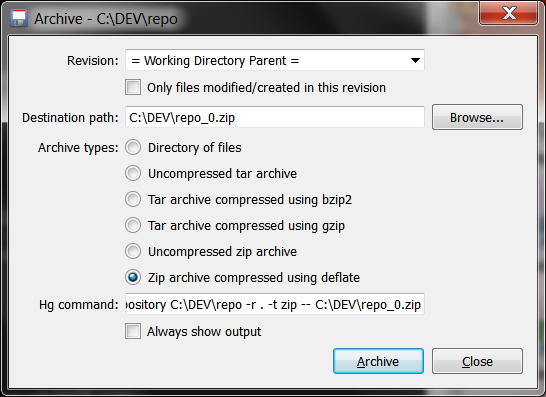 Archive - C:\DEV\repo
Revision: = Working Directory Parent =
Only files modified/created in this revision
Destination path: C:\DEV\repo_0.zip Browse...
Archive types: Directory of files
Uncompressed tar archive
Tar archive compressed using bzip2
Tar archive compressed using gzip
Uncompressed zip archive
Zip archive compressed using deflate
Hg command: ository C:\DEV\repo -r . -t zip -- C:\DEV\repo_0.zip
Always show output
Archive Close